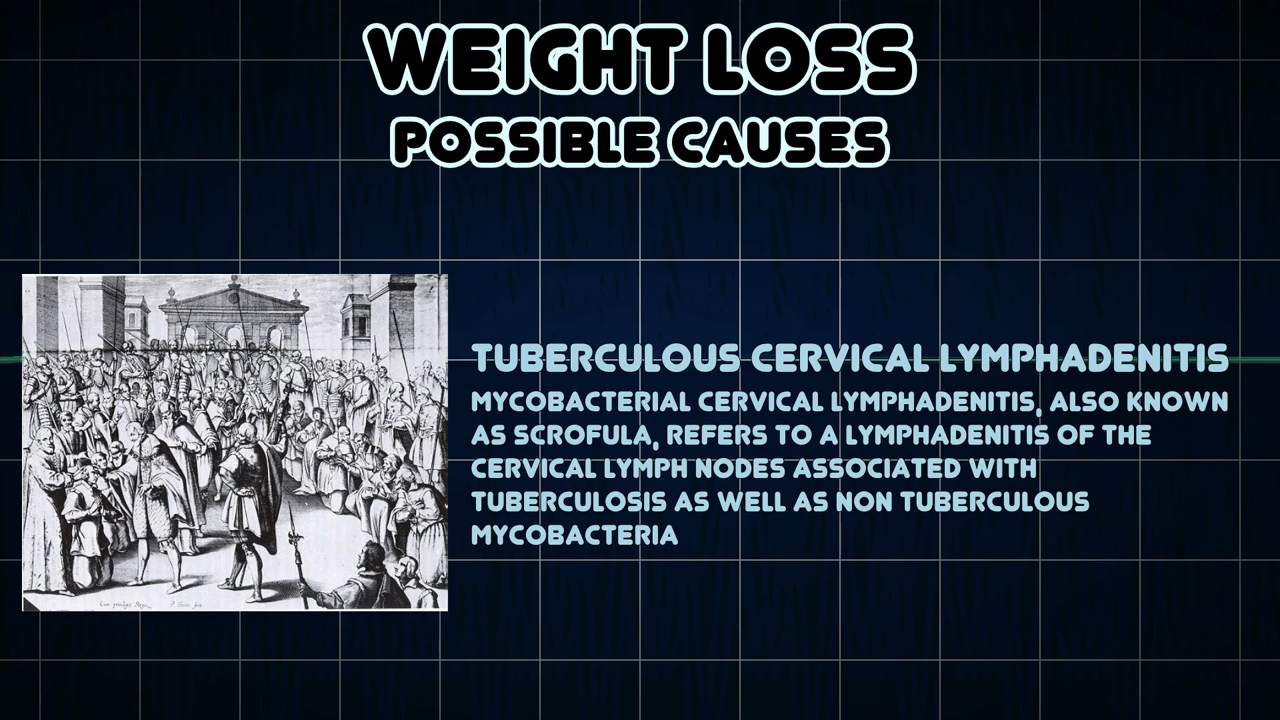 WEIGHT LOSS
POSSIBLE CAUSES
TUBERCULOUS CERVICAL LYMPHADENITIS
MYCOBACTERIAL CERVICAL LYMPHADENITIS, ALSO KNOWN
AS SCROFULA, REFERS TO A LYMPHADENITIS OF THE
CERVICAL LYMPH NODES ASSOCIATED WITH
TUBERCULOSIS AS WELL AS NON TUBERCULOUS
MYCOBACTERIA